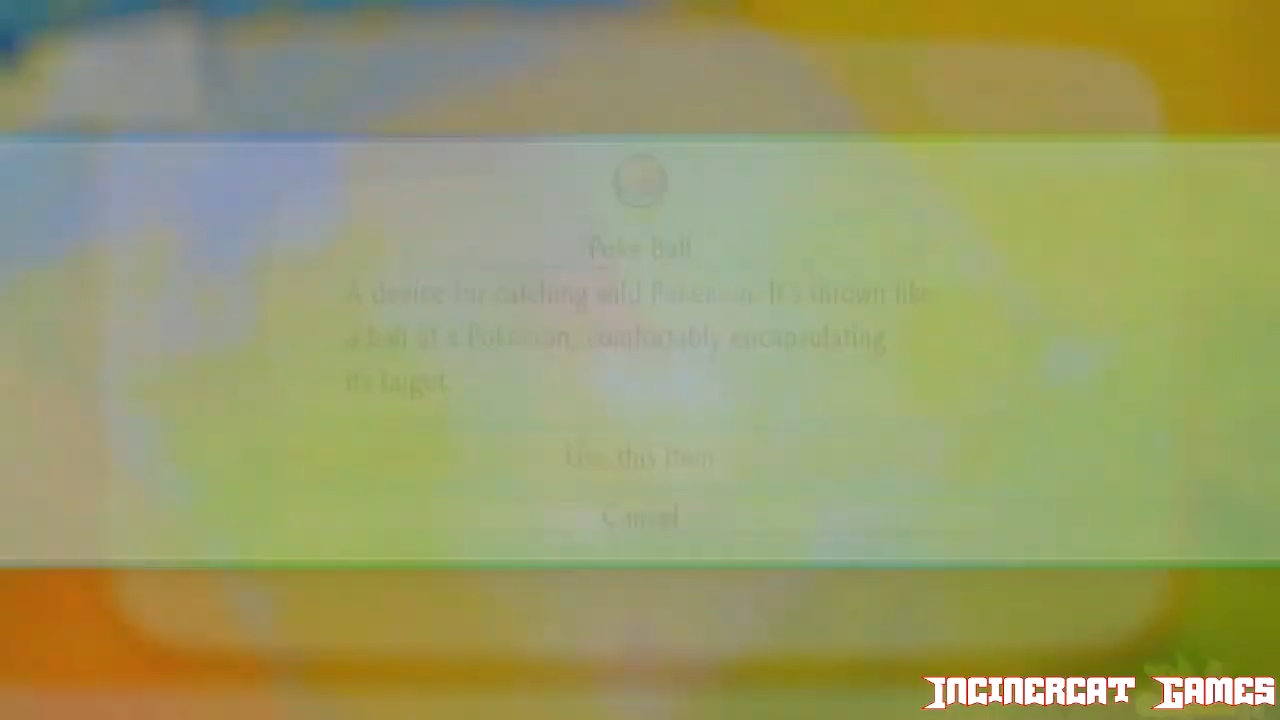 Poké Ball
A device for catching wild Pokémon. It's thrown like
a ball at a Pokémon, comfortably encapsulating
its target.
Use this item
Cancel
INCINERCAT GAMES